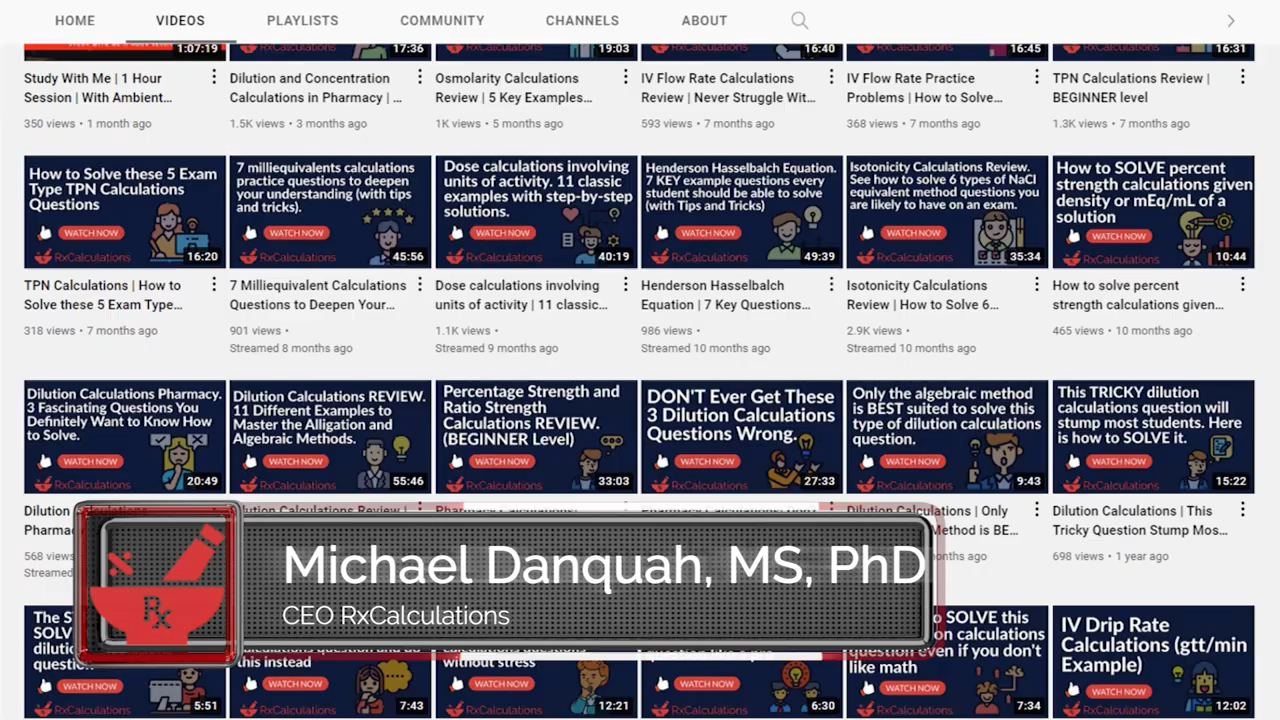 HOME VIDEOS PLAYLISTS COMMUNITY CHANNELS ABOUT
1:07:19 RxCalculations 17:36 RxCalculations 19:03 RxCalculations 16:40 RxCalculations 16:45 RxCalculations 16:31
Study With Me | 1 Hour
Session | With Ambient...
350 views • 1 month ago
Dilution and Concentration
Calculations in Pharmacy | ...
1.5K views • 3 months ago
Osmolarity Calculations
Review | 5 Key Examples...
1K views • 5 months ago
IV Flow Rate Calculations
Review | Never Struggle Wit...
593 views • 7 months ago
IV Flow Rate Practice
Problems | How to Solve...
368 views • 7 months ago
TPN Calculations Review |
BEGINNER level
1.3K views • 7 months ago
How to Solve these 5 Exam
Type TPN Calculations
Questions
WATCH NOW
RxCalculations
16:20
TPN Calculations | How to
Solve these 5 Exam Type...
318 views • 7 months ago
7 milliequivalents calculations
practice questions to deepen
your understanding (with tips
and tricks).
WATCH NOW
RxCalculations
45:56
7 Milliequivalent Calculations
Questions to Deepen Your...
901 views •
Streamed 8 months ago
Dose calculations involving
units of activity. 11 classic
examples with step-by-step
solutions.
WATCH NOW
RxCalculations
40:19
Dose calculations involving
units of activity | 11 classic...
1.1K views •
Streamed 9 months ago
Henderson Hasselbalch Equation.
7 KEY example questions every
student should be able to solve
(with Tips and Tricks)
WATCH NOW
RxCalculations
49:39
Henderson Hasselbalch
Equation | 7 Key Questions...
986 views •
Streamed 10 months ago
Isotonicity Calculations Review.
See how to solve 6 types of NaCl
equivalent method questions you
are likely to have on an exam.
WATCH NOW
RxCalculations
35:34
Isotonicity Calculations
Review | How to Solve 6...
2.9K views •
Streamed 10 months ago
How to SOLVE percent
strength calculations given
density or mEq/mL of a
solution
WATCH NOW
RxCalculations
10:44
How to solve percent
strength calculations given...
465 views • 10 months ago
Dilution Calculations Pharmacy.
3 Fascinating Questions You
Definitely Want to Know How
to Solve.
WATCH NOW
RxCalculations
20:49
Dilution Calculations
Pharmac
568 views
Streamed
Dilution Calculations REVIEW.
11 Different Examples to
Master the Alligation and
Algebraic Methods.
WATCH NOW
RxCalculations
55:46
Dilution Calculations Review |
Percentage Strength and
Ratio Strength
Calculations REVIEW.
(BEGINNER Level)
WATCH NOW
RxCalculations
33:03
DON'T Ever Get These
3 Dilution Calculations
Questions Wrong.
WATCH NOW
RxCalculations
27:33
Only the algebraic method
is BEST suited to solve this
type of dilution calculations
question.
WATCH NOW
RxCalculations
9:43
Dilution Calculations | Only
Method is BE...
months ago
This TRICKY dilution
calculations question will
stump most students. Here
is how to SOLVE it.
WATCH NOW
RxCalculations
15:22
Dilution Calculations | This
Tricky Question Stump Mos...
698 views • 1 year ago
Rx
Michael Danquah, MS, PhD
CEO RxCalculations
The S
SOLV
diluti
questi
WATCH NOW
RxCalculations
5:51
this instead
WATCH NOW
RxCalculations
7:43
without stress
WATCH NOW
RxCalculations
12:21
WATCH NOW
RxCalculations
6:30
SOLVE this
calculations
question even if you don't
like math
WATCH NOW
RxCalculations
7:34
IV Drip Rate
Calculations (gtt/min
Example)
WATCH NOW
RxCalculations
12:02